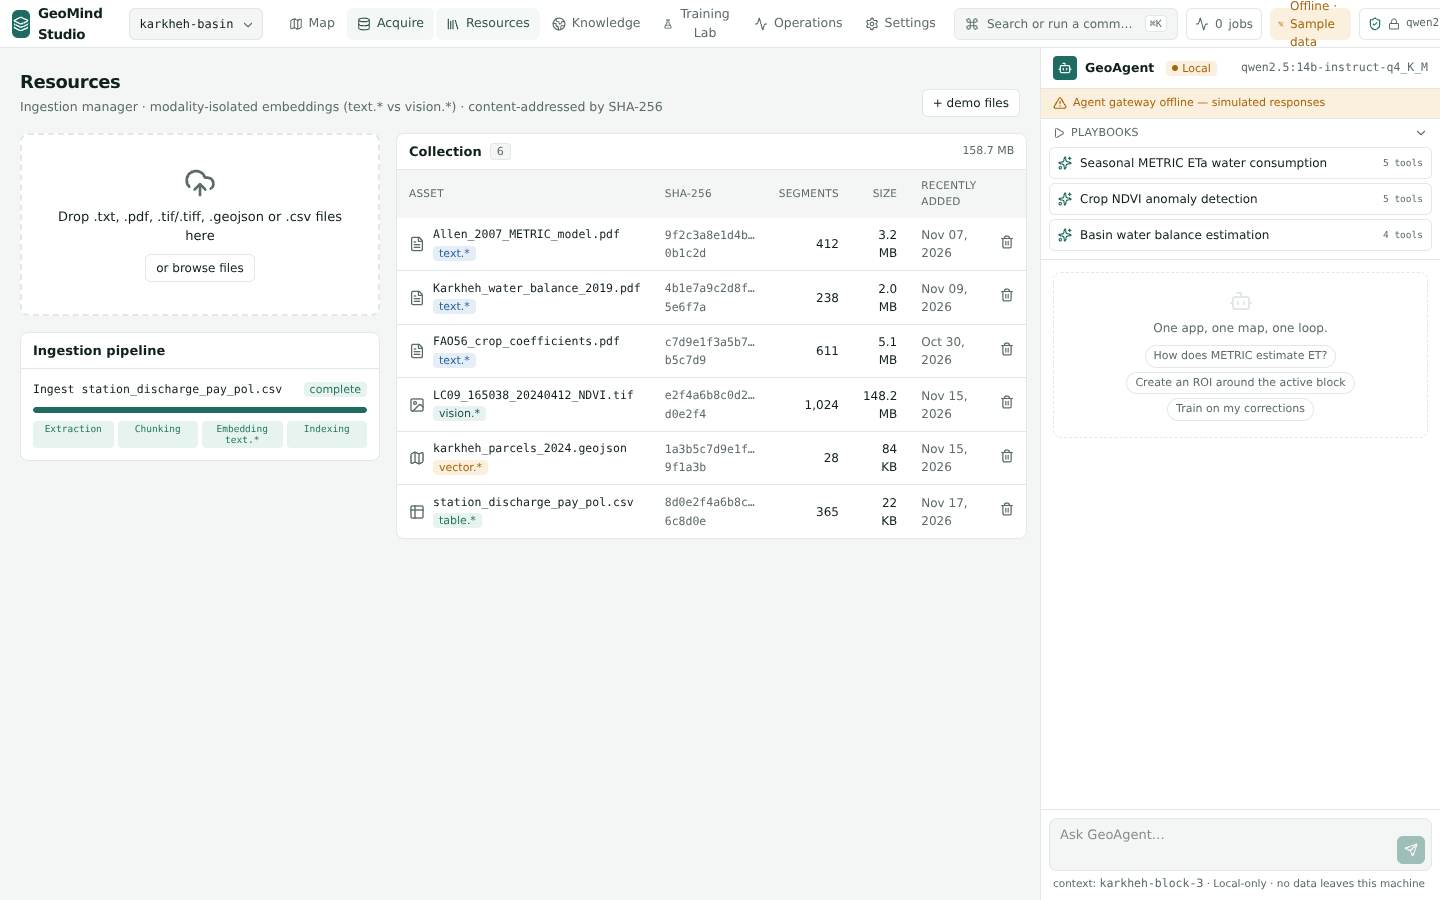 GeoMind Studio
karkheh-basin
Map
Acquire
Resources
Knowledge
Training Lab
Operations
Settings
Search or run a comm…
⌘K
0 jobs
Offline · Sample data
qwen2
Resources
Ingestion manager · modality-isolated embeddings (text.* vs vision.*) · content-addressed by SHA-256
+ demo files
Drop .txt, .pdf, .tif/.tiff, .geojson or .csv files here
or browse files
Ingestion pipeline
Ingest station_discharge_pay_pol.csv
complete
Extraction
Chunking
Embedding text.*
Indexing
Collection 6
158.7 MB
ASSET SHA-256 SEGMENTS SIZE RECENTLY ADDED
Allen_2007_METRIC_model.pdf
text.*
9f2c3a8e1d4b…
0b1c2d
412
3.2 MB
Nov 07, 2026
Karkheh_water_balance_2019.pdf
text.*
4b1e7a9c2d8f…
5e6f7a
238
2.0 MB
Nov 09, 2026
FAO56_crop_coefficients.pdf
text.*
c7d9e1f3a5b7…
b5c7d9
611
5.1 MB
Oct 30, 2026
LC09_165038_20240412_NDVI.tif
vision.*
e2f4a6b8c0d2…
d0e2f4
1,024
148.2 MB
Nov 15, 2026
karkheh_parcels_2024.geojson
vector.*
1a3b5c7d9e1f…
9f1a3b
28
84 KB
Nov 15, 2026
station_discharge_pay_pol.csv
table.*
8d0e2f4a6b8c…
6c8d0e
365
22 KB
Nov 17, 2026
GeoAgent
Local
qwen2.5:14b-instruct-q4_K_M
Agent gateway offline — simulated responses
PLAYBOOKS
Seasonal METRIC ETa water consumption
5 tools
Crop NDVI anomaly detection
5 tools
Basin water balance estimation
4 tools
One app, one map, one loop.
How does METRIC estimate ET?
Create an ROI around the active block
Train on my corrections
Ask GeoAgent…
context: karkheh-block-3 · Local-only · no data leaves this machine